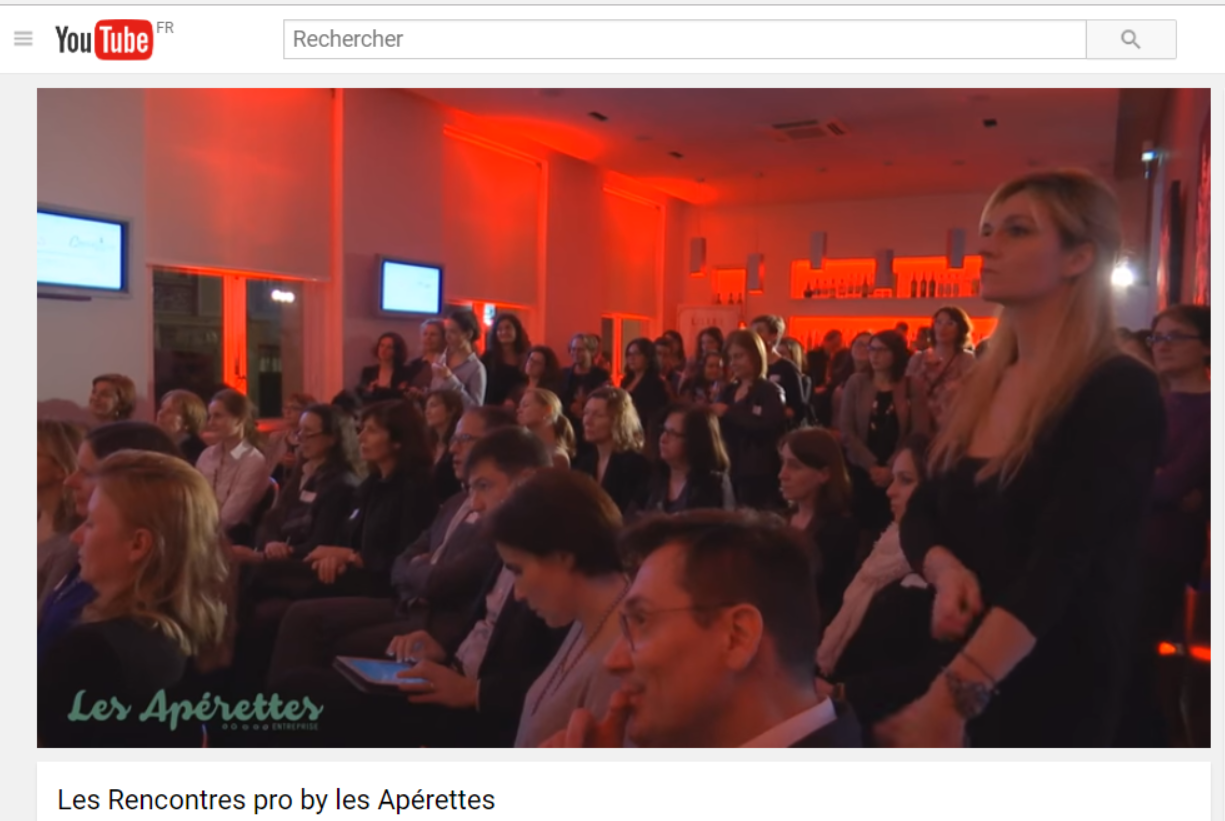 YouTube FR
Rechercher
Les Apérettes
ENTREPRISE
Les Rencontres pro by les Apérettes